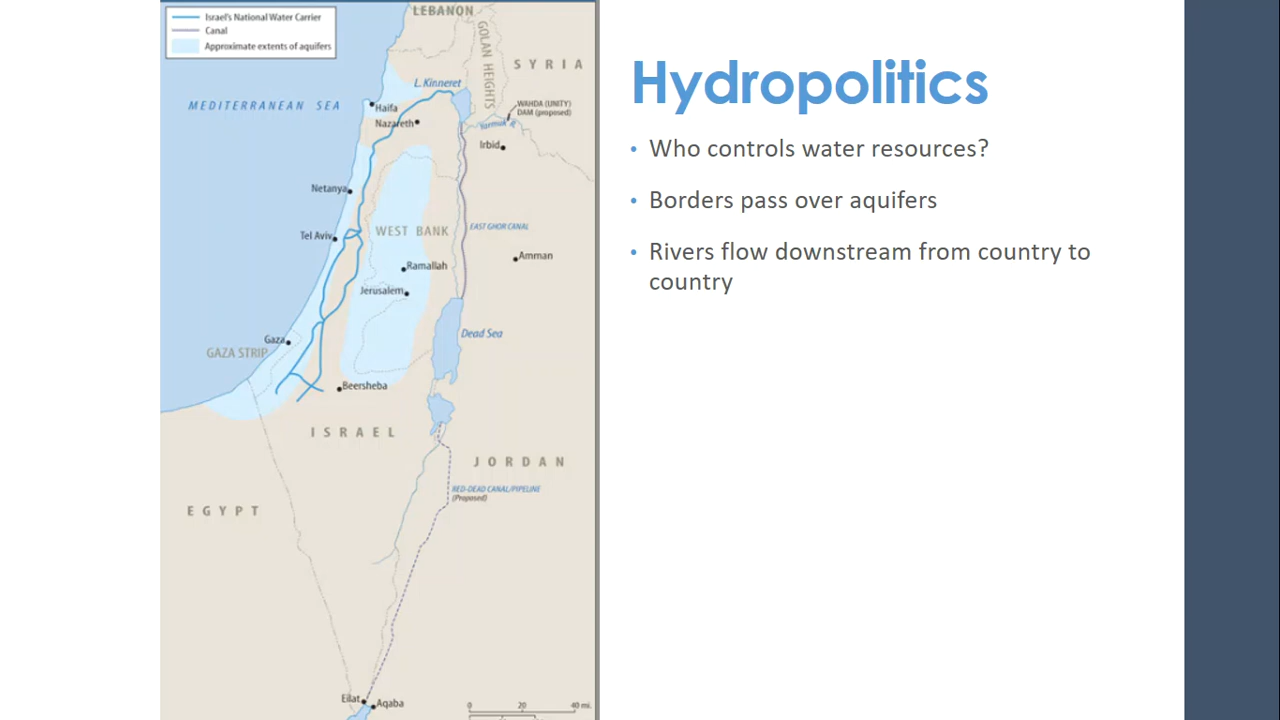 Israel's National Water Carrier
Canal
Approximate extents of aquifers
LEBANON
GOLAN HEIGHTS
SYRIA
L. Kinneret
MEDITERRANEAN SEA
Haifa
WAHDA (UNITY)
DAM (proposed)
Nazareth
Yarmuk R.
Irbid
Netanya
Tel Aviv
WEST BANK
EAST GHOR CANAL
Ramallah
Amman
Jerusalem
Gaza
Dead Sea
GAZA STRIP
Beersheba
ISRAEL
JORDAN
RED-DEAD CANAL/PIPELINE
(Proposed)
EGYPT
Eilat
Aqaba
0 20 40 mi.
Hydropolitics
• Who controls water resources?
• Borders pass over aquifers
• Rivers flow downstream from country to
country